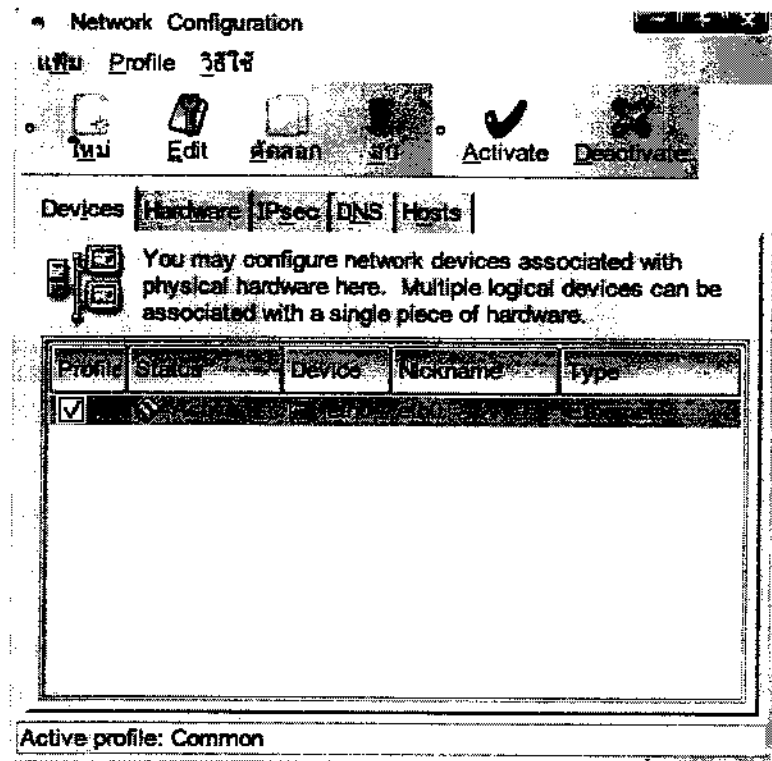 Network Configuration
แฟ้ม Profile วิธีใช้
ใหม่ Edit คัดลอก ลบ Activate Deactivate
Devices Hardware IPsec DNS Hosts
You may configure network devices associated with
physical hardware here. Multiple logical devices can be
associated with a single piece of hardware.
Profile Status Device Nickname Type
Active profile: Common